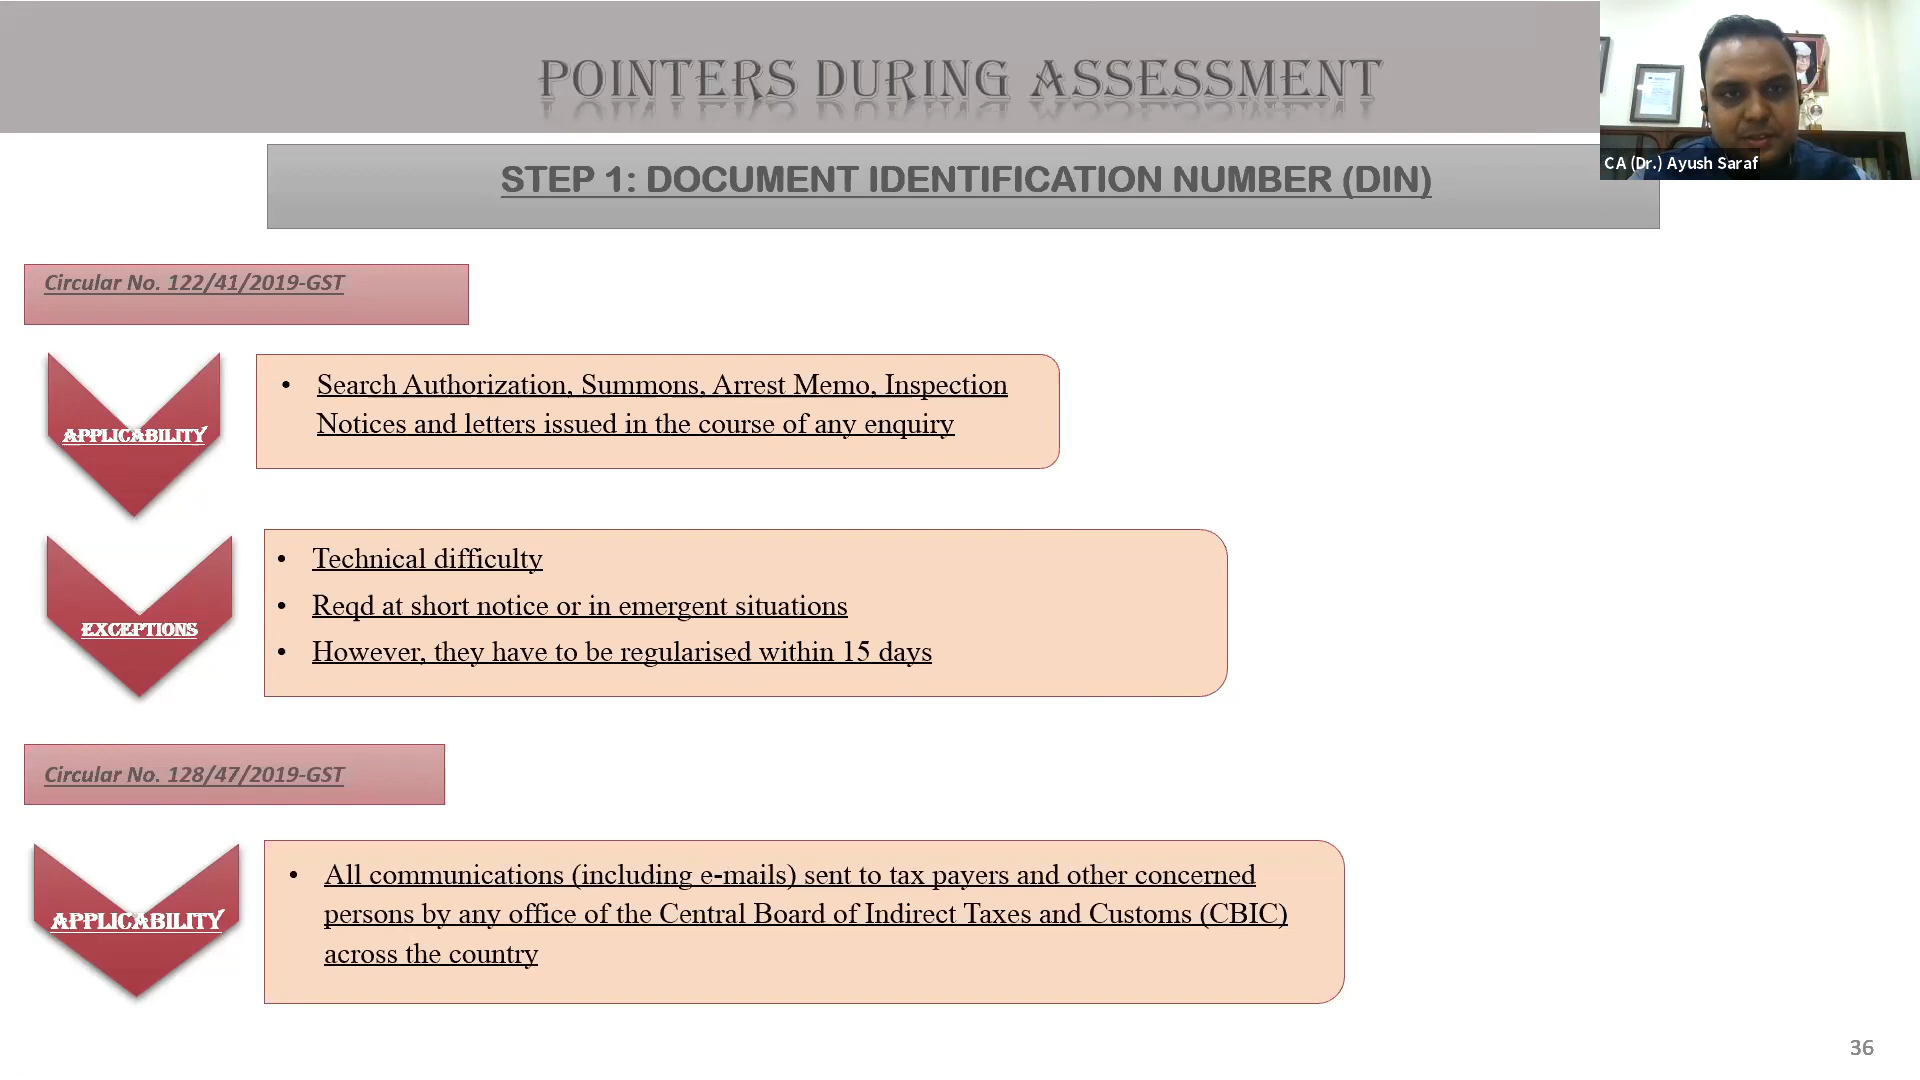 POINTERS DURING ASSESSMENT
CA (Dr.) Ayush Saraf
STEP 1: DOCUMENT IDENTIFICATION NUMBER (DIN)
Circular No. 122/41/2019-GST
APPLICABILITY
• Search Authorization, Summons, Arrest Memo, Inspection
Notices and letters issued in the course of any enquiry
EXCEPTIONS
• Technical difficulty
• Reqd at short notice or in emergent situations
• However, they have to be regularised within 15 days
Circular No. 128/47/2019-GST
APPLICABILITY
• All communications (including e-mails) sent to tax payers and other concerned
persons by any office of the Central Board of Indirect Taxes and Customs (CBIC)
across the country
36